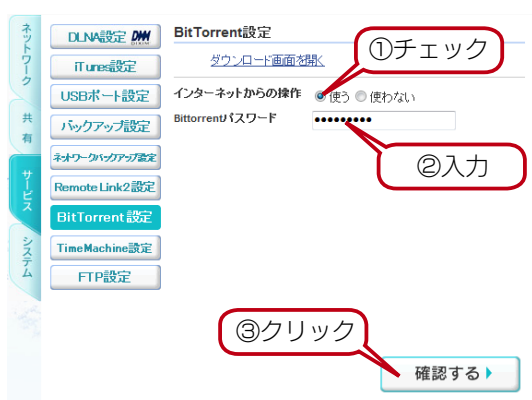 ネットワーク
共有
サービス
システム
DLNA設定
iTunes設定
USBポート設定
バックアップ設定
ネットワークバックアップ設定
Remote Link2設定
BitTorrent設定
TimeMachine設定
FTP設定
BitTorrent設定
ダウンロード画面を開く
①チェック
インターネットからの操作 使う 使わない
Bittorrentパスワード •••••••••
②入力
③クリック
確認する